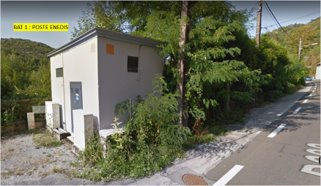 BAT 1 : POSTE ENEDIS